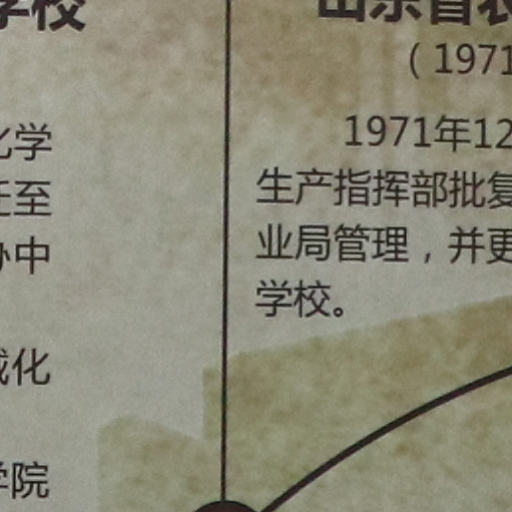 学校
化学
迁至
办中
械化
学院
山东省农
（1971
1971年12
生产指挥部批复
业局管理，并更
学校。